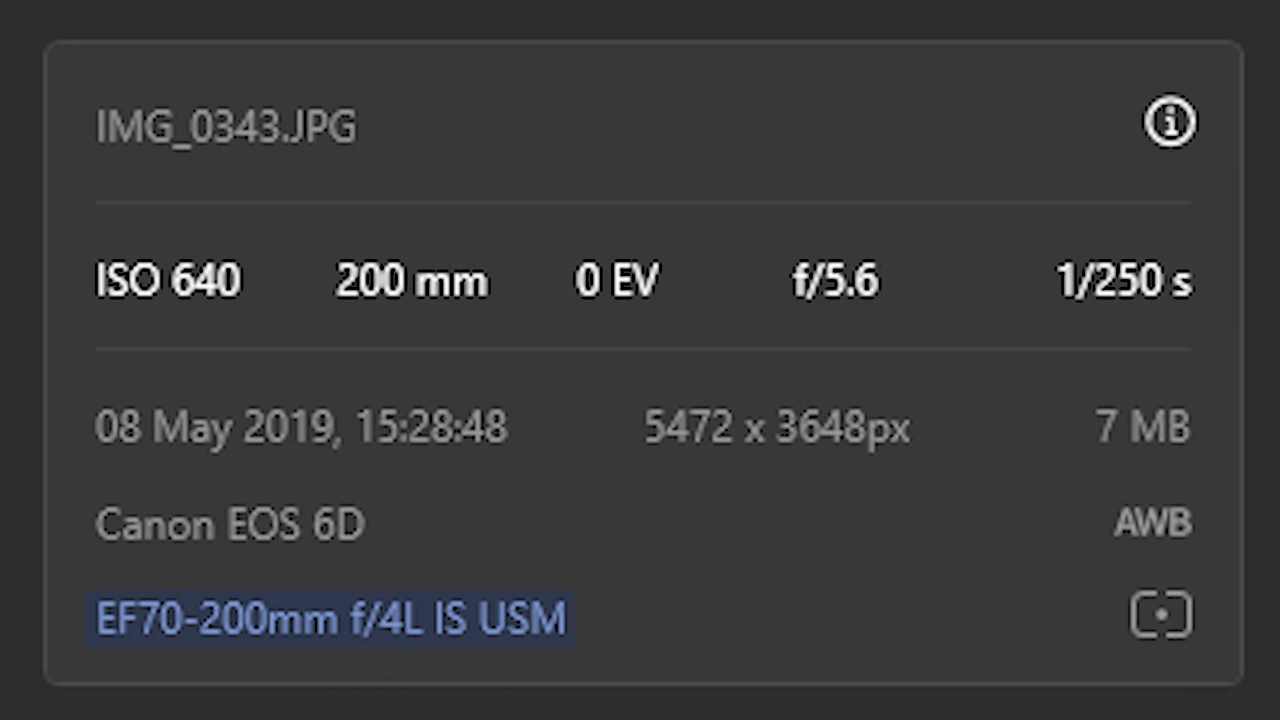 IMG_0343.JPG
ISO 640 200 mm 0 EV f/5.6 1/250 s
08 May 2019, 15:28:48 5472 x 3648px 7 MB
Canon EOS 6D AWB
EF70-200mm f/4L IS USM